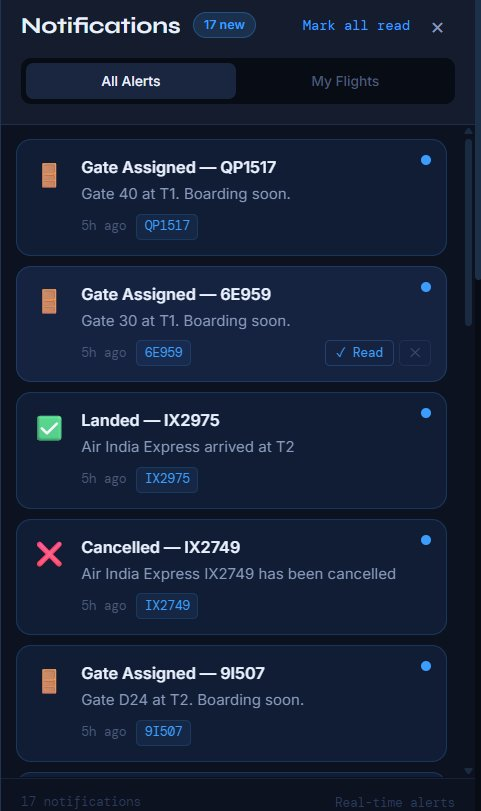 Notifications 17 new Mark all read ✕
All Alerts My Flights
Gate Assigned — QP1517
Gate 40 at T1. Boarding soon.
5h ago QP1517
Gate Assigned — 6E959
Gate 30 at T1. Boarding soon.
5h ago 6E959 ✓ Read ✕
Landed — IX2975
Air India Express arrived at T2
5h ago IX2975
Cancelled — IX2749
Air India Express IX2749 has been cancelled
5h ago IX2749
Gate Assigned — 9I507
Gate D24 at T2. Boarding soon.
5h ago 9I507
17 notifications Real-time alerts